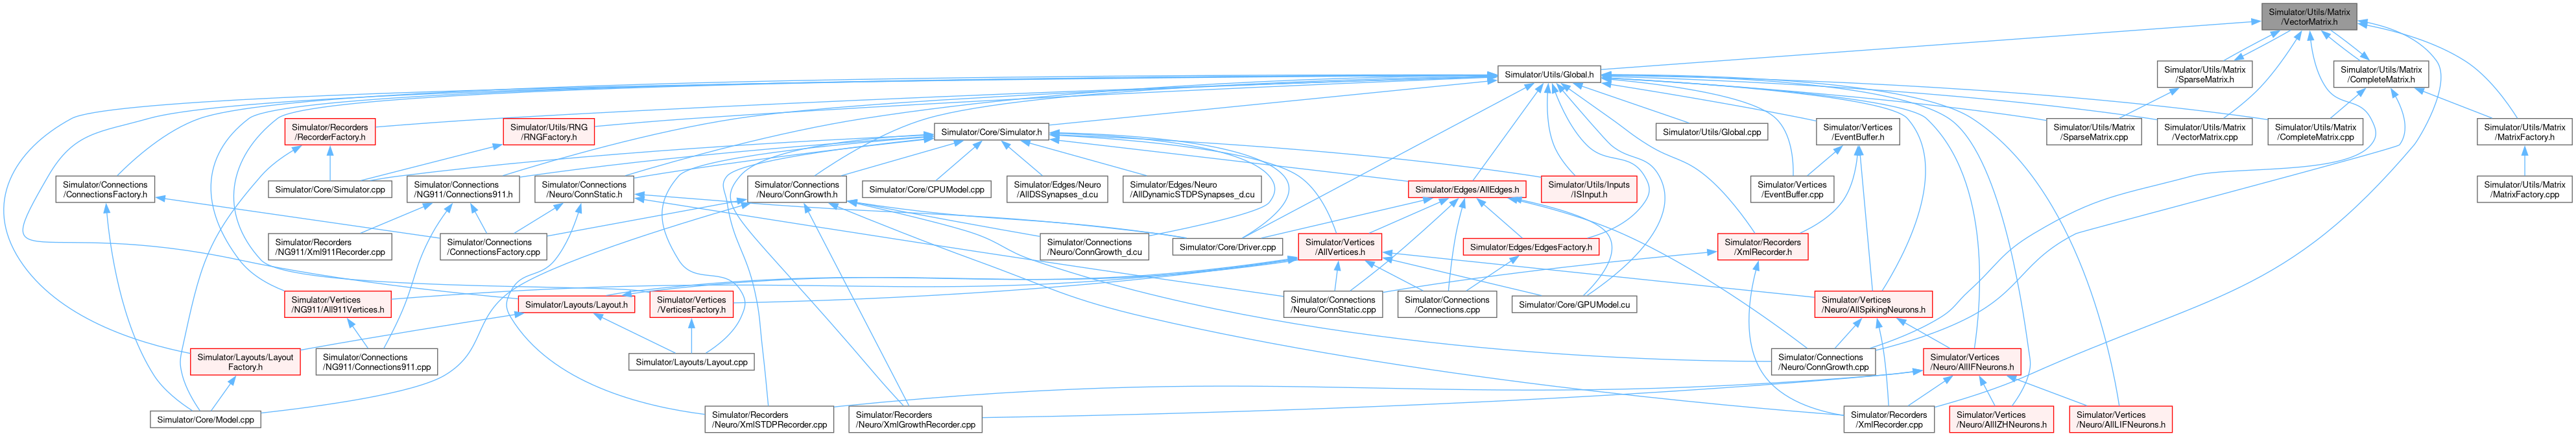 Simulator/Utils/Matrix
/VectorMatrix.h
Simulator/Utils/Global.h
Simulator/Utils/Matrix
/SparseMatrix.h
Simulator/Utils/Matrix
/CompleteMatrix.h
Simulator/Recorders
/RecorderFactory.h
Simulator/Utils/RNG
/RNGFactory.h
Simulator/Core/Simulator.h
Simulator/Utils/Global.cpp
Simulator/Vertices
/EventBuffer.h
Simulator/Utils/Matrix
/SparseMatrix.cpp
Simulator/Utils/Matrix
/VectorMatrix.cpp
Simulator/Utils/Matrix
/CompleteMatrix.cpp
Simulator/Utils/Matrix
/MatrixFactory.h
Simulator/Connections
/ConnectionsFactory.h
Simulator/Core/Simulator.cpp
Simulator/Connections
/NG911/Connections911.h
Simulator/Connections
/Neuro/ConnStatic.h
Simulator/Connections
/Neuro/ConnGrowth.h
Simulator/Core/CPUModel.cpp
Simulator/Edges/Neuro
/AllDSSynapses_d.cu
Simulator/Edges/Neuro
/AllDynamicSTDPSynapses_d.cu
Simulator/Edges/AllEdges.h
Simulator/Utils/Inputs
/ISInput.h
Simulator/Vertices
/EventBuffer.cpp
Simulator/Utils/Matrix
/MatrixFactory.cpp
Simulator/Recorders
/NG911/Xml911Recorder.cpp
Simulator/Connections
/ConnectionsFactory.cpp
Simulator/Connections
/Neuro/ConnGrowth_d.cu
Simulator/Core/Driver.cpp
Simulator/Vertices
/AllVertices.h
Simulator/Edges/EdgesFactory.h
Simulator/Recorders
/XmlRecorder.h
Simulator/Vertices
/NG911/All911Vertices.h
Simulator/Layouts/Layout.h
Simulator/Vertices
/VerticesFactory.h
Simulator/Connections
/Neuro/ConnStatic.cpp
Simulator/Connections
/Connections.cpp
Simulator/Core/GPUModel.cu
Simulator/Vertices
/Neuro/AllSpikingNeurons.h
Simulator/Layouts/Layout
Factory.h
Simulator/Connections
/NG911/Connections911.cpp
Simulator/Layouts/Layout.cpp
Simulator/Connections
/Neuro/ConnGrowth.cpp
Simulator/Vertices
/Neuro/AllIFNeurons.h
Simulator/Core/Model.cpp
Simulator/Recorders
/Neuro/XmlSTDPRecorder.cpp
Simulator/Recorders
/Neuro/XmlGrowthRecorder.cpp
Simulator/Recorders
/XmlRecorder.cpp
Simulator/Vertices
/Neuro/AllIZHNeurons.h
Simulator/Vertices
/Neuro/AllLIFNeurons.h